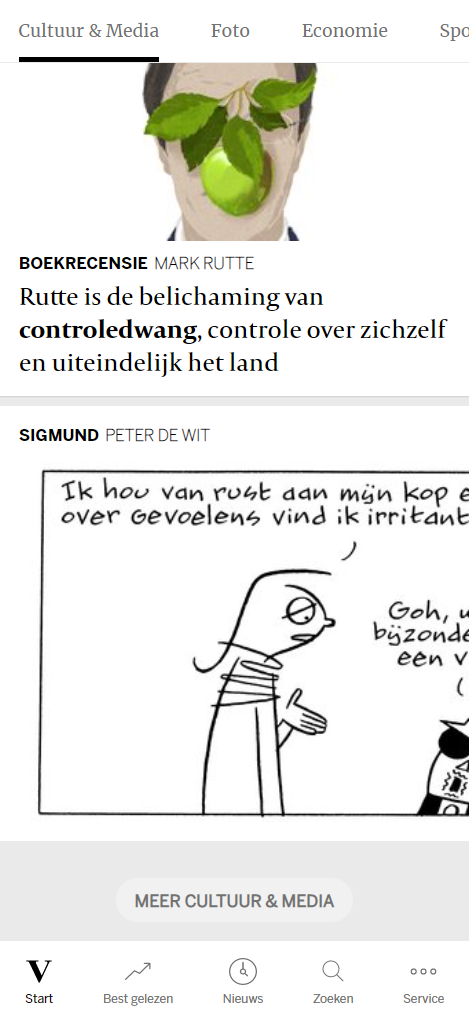 Cultuur & Media Foto Economie Spo
BOEKRECENSIE MARK RUTTE
Rutte is de belichaming van
controledwang, controle over zichzelf
en uiteindelijk het land
SIGMUND PETER DE WIT
Ik hou van rust aan mijn kop e
over gevoelens vind ik irritant
Goh, u
bijzonde
een v
MEER CULTUUR & MEDIA
V
Start Best gelezen Nieuws Zoeken Service